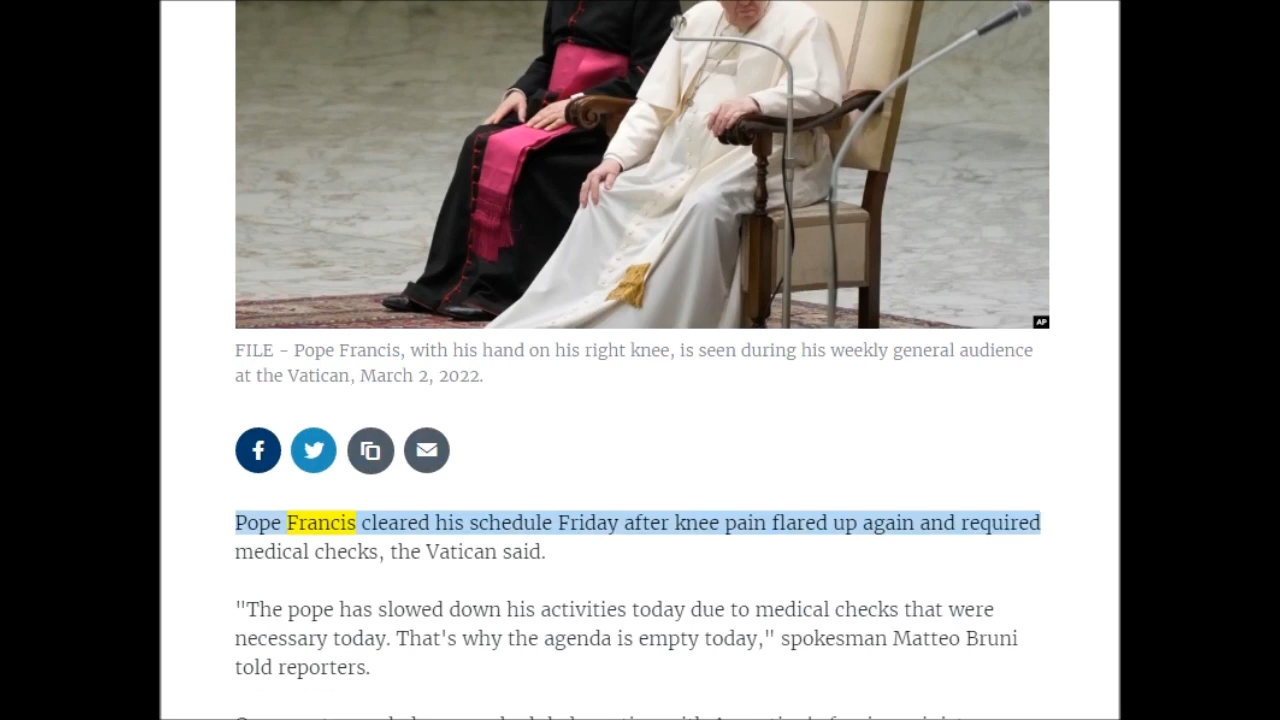 AP
FILE - Pope Francis, with his hand on his right knee, is seen during his weekly general audience
at the Vatican, March 2, 2022.
Pope Francis cleared his schedule Friday after knee pain flared up again and required
medical checks, the Vatican said.
"The pope has slowed down his activities today due to medical checks that were
necessary today. That's why the agenda is empty today," spokesman Matteo Bruni
told reporters.